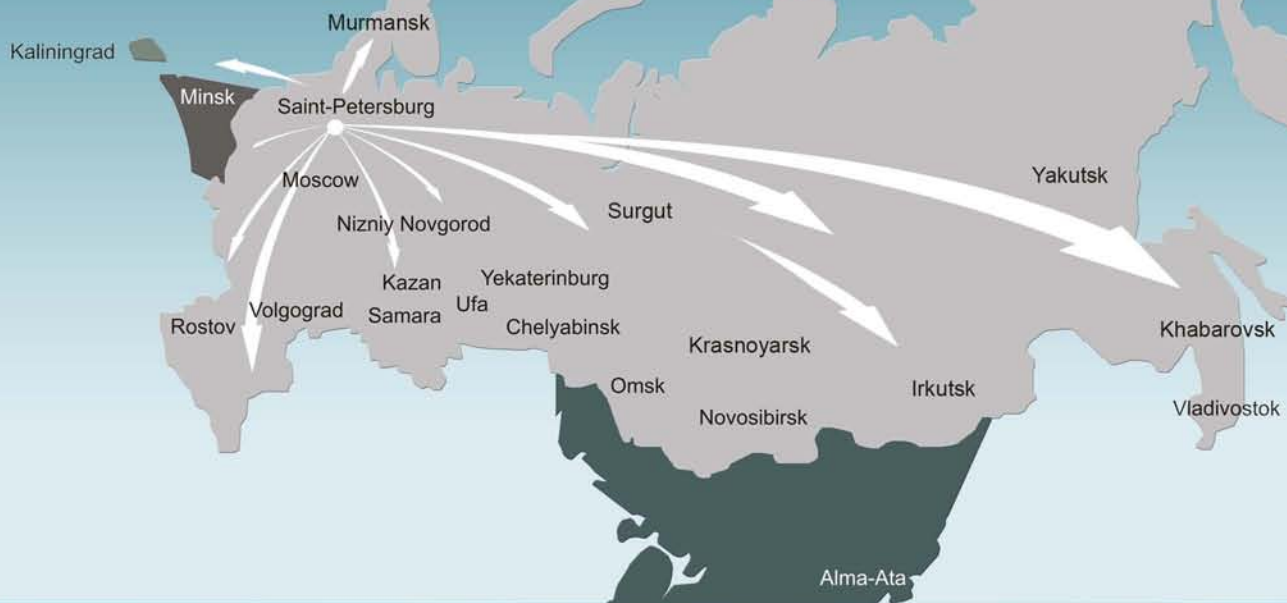 Murmansk
Kaliningrad
Minsk
Saint-Petersburg
Moscow
Yakutsk
Surgut
Nizniy Novgorod
Kazan
Yekaterinburg
Ufa
Volgograd
Samara
Rostov
Chelyabinsk
Khabarovsk
Krasnoyarsk
Omsk
Irkutsk
Novosibirsk
Vladivostok
Alma-Ata